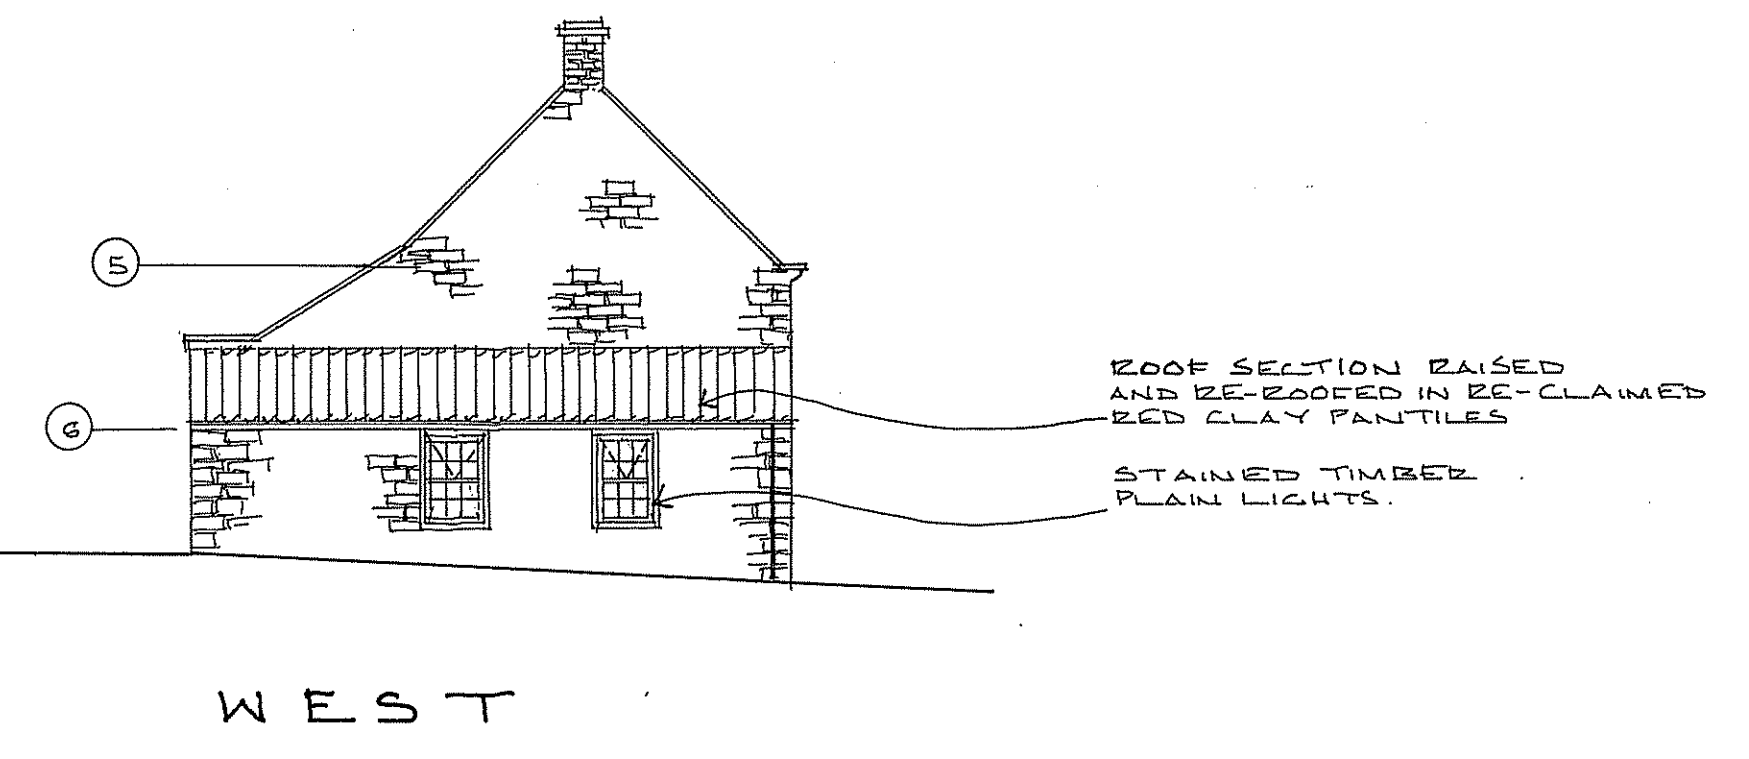 5
6
ROOF SECTION RAISED
AND RE-ROOFED IN RE-CLAIMED
RED CLAY PANTILES
STAINED TIMBER
PLAIN LIGHTS.
WEST